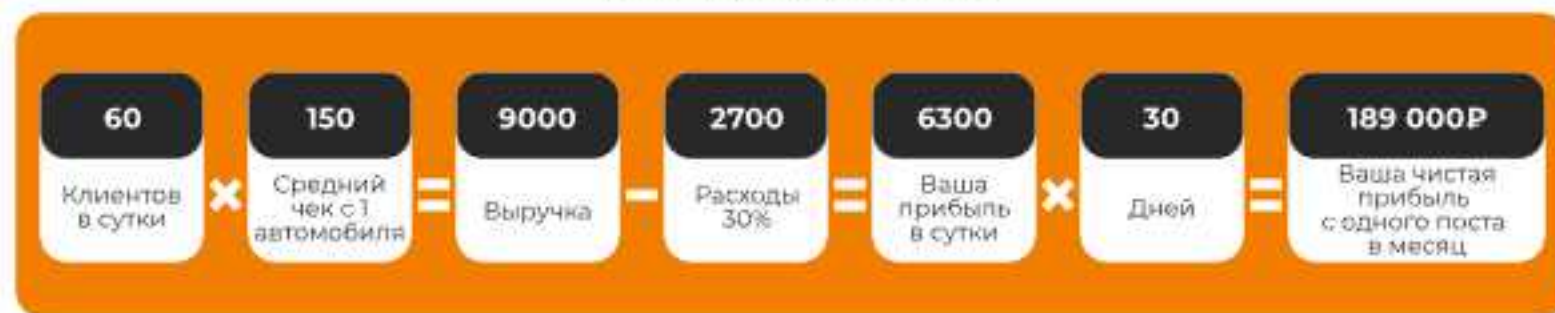 60
Клиентов
в сутки
×
150
Средний
чек с 1
автомобиля
=
9000
Выручка
−
2700
Расходы
30%
=
6300
Ваша
прибыль
в сутки
×
30
Дней
=
189 000₽
Ваша чистая
прибыль
с одного поста
в месяц